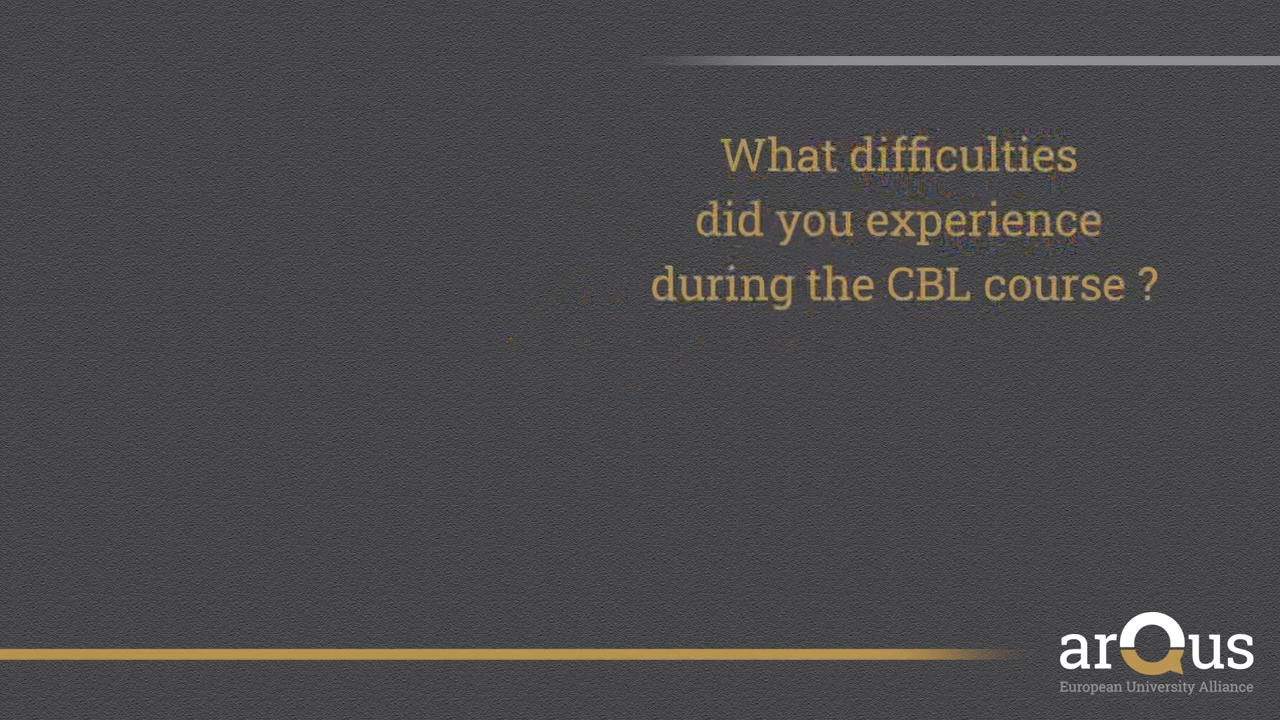 What difficulties
did you experience
during the CBL course ?
arQus
European University Alliance